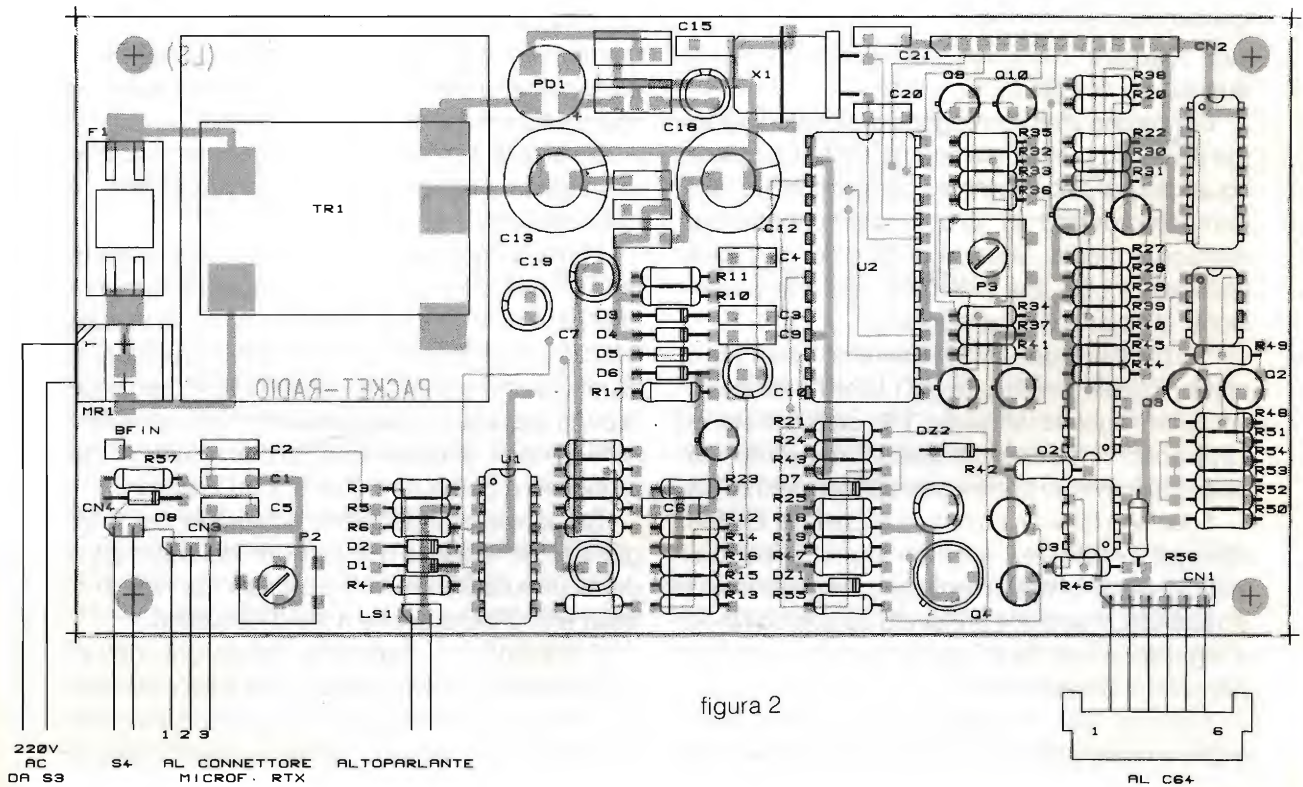 (LS)
C15
CN2
PD1
X1
C21
Q9
Q10
R38
R20
+
C20
F1
C18
R35
R32
R33
R36
R22
R30
R31
TR1
C13
C12
C19
C4
U2
R27
R28
R29
P3
R11
R10
D3
C3
R34
R39
D4
C7
C9
R37
R40
D5
R41
R45
R49
D6
R44
Q2
PACKET-RADIO
R17
C10
Q3
MR1
R48
BFIN
R21
R24
R43
DZ2
R51
R54
C2
U1
D7
R42
O2
R53
R57
C1
R3
R23
R25
R52
CN4
C5
R5
C6
R12
R18
R50
D8
CN3
R6
R14
R19
P2
D2
R16
R47
O3
R56
D1
R15
DZ1
R46
R4
R13
R55
CN1
LS1
Q4
figura 2
1 2 3
1 6
220V
AC
DA S3
S4
AL CONNETTORE
MICROF. RTX
ALTOPARLANTE
AL C64